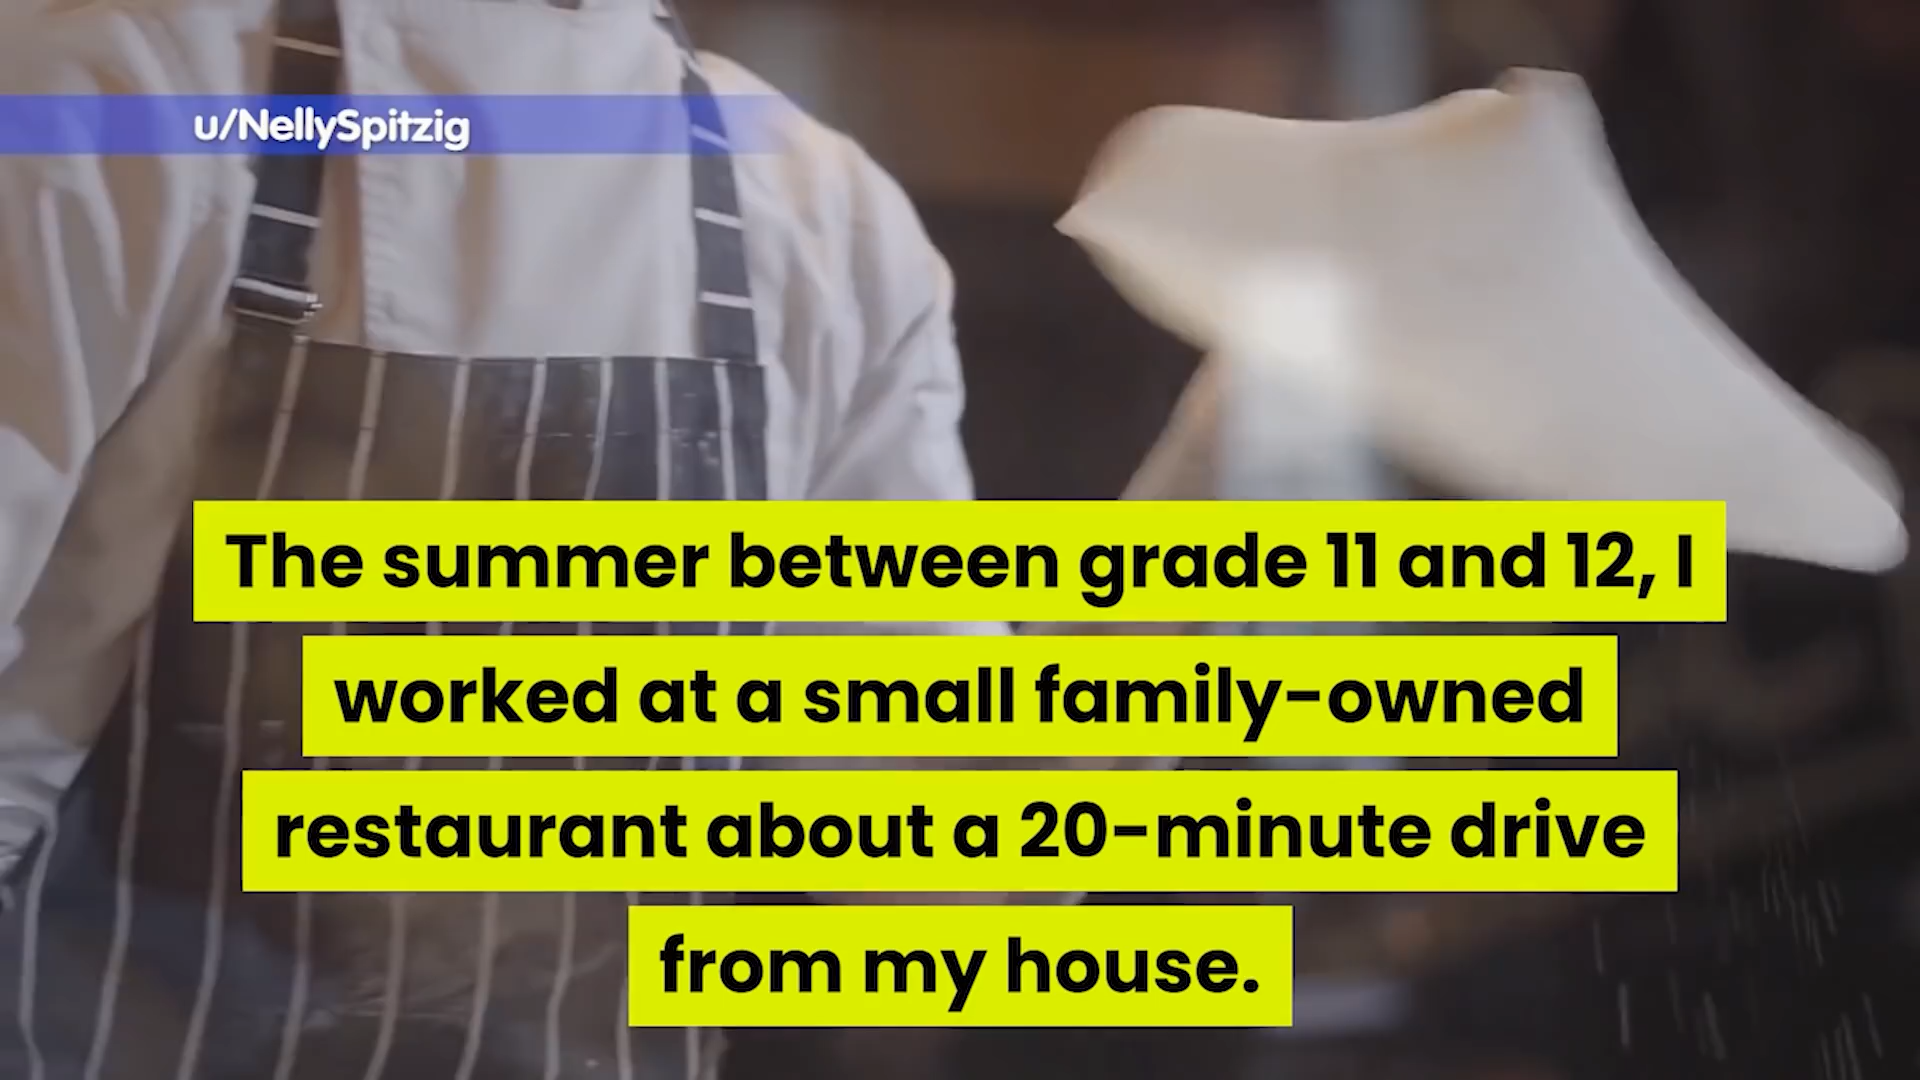 u/NellySpitzig
The summer between grade 11 and 12, I
worked at a small family-owned
restaurant about a 20-minute drive
from my house.